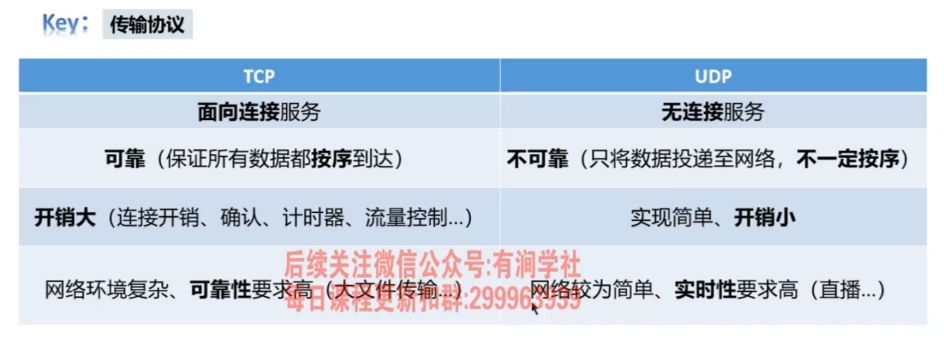 Key： 传输协议
TCP UDP
面向连接服务 无连接服务
可靠（保证所有数据都按序到达） 不可靠（只将数据投递至网络，不一定按序）
开销大（连接开销、确认、计时器、流量控制...） 实现简单、开销小
后续关注微信公众号:有涧学社
网络环境复杂、可靠性要求高（大文件传输...） 网络较为简单、实时性要求高（直播...）
每日课程更新扣群:299963555